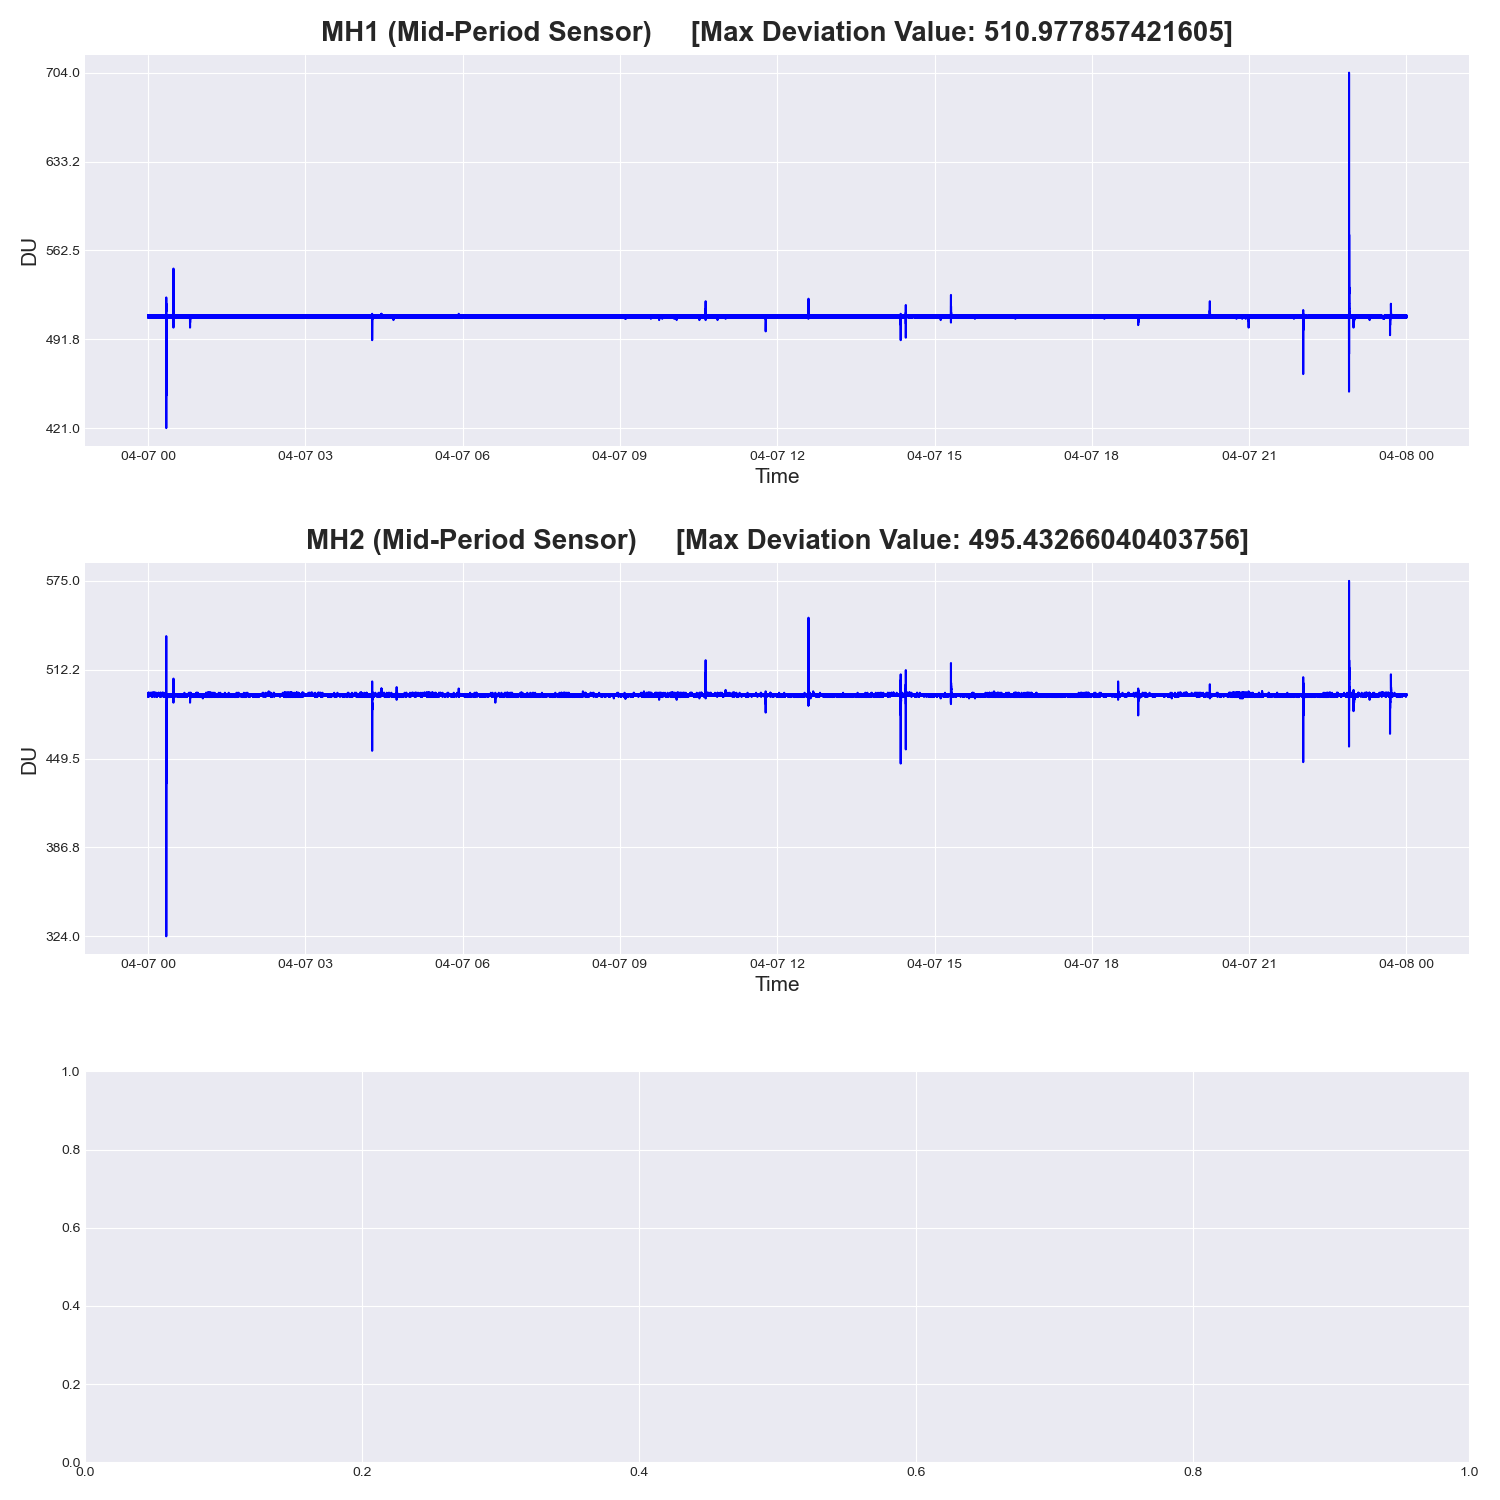 MH1 (Mid-Period Sensor) [Max Deviation Value: 510.977857421605]
704.0
633.2
562.5
491.8
421.0
DU
04-07 00 04-07 03 04-07 06 04-07 09 04-07 12 04-07 15 04-07 18 04-07 21 04-08 00
Time
MH2 (Mid-Period Sensor) [Max Deviation Value: 495.43266040403756]
575.0
512.2
449.5
386.8
324.0
DU
04-07 00 04-07 03 04-07 06 04-07 09 04-07 12 04-07 15 04-07 18 04-07 21 04-08 00
Time
1.0
0.8
0.6
0.4
0.2
0.0
0.0 0.2 0.4 0.6 0.8 1.0